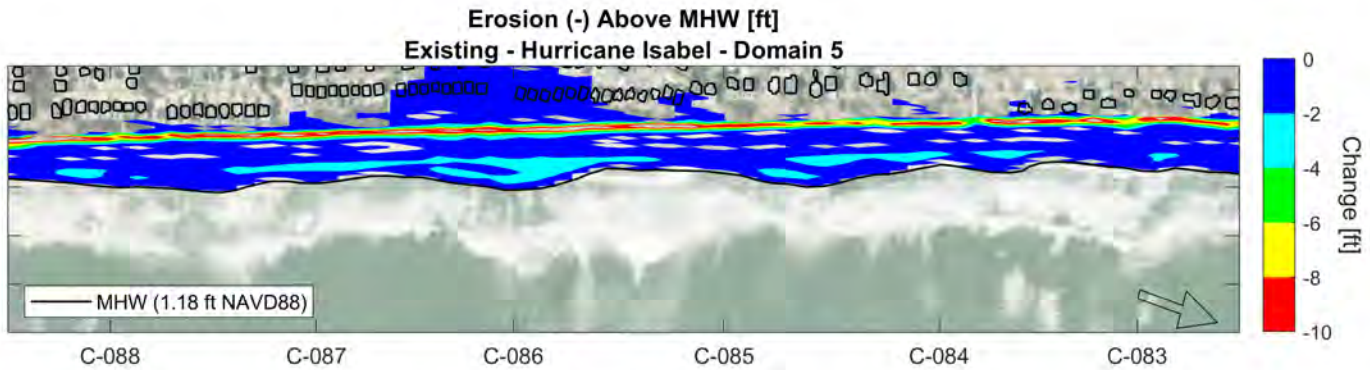 Erosion (-) Above MHW [ft]
Existing - Hurricane Isabel - Domain 5
0
-2
-4
-6
-8
-10
Change [ft]
MHW (1.18 ft NAVD88)
C-088 C-087 C-086 C-085 C-084 C-083